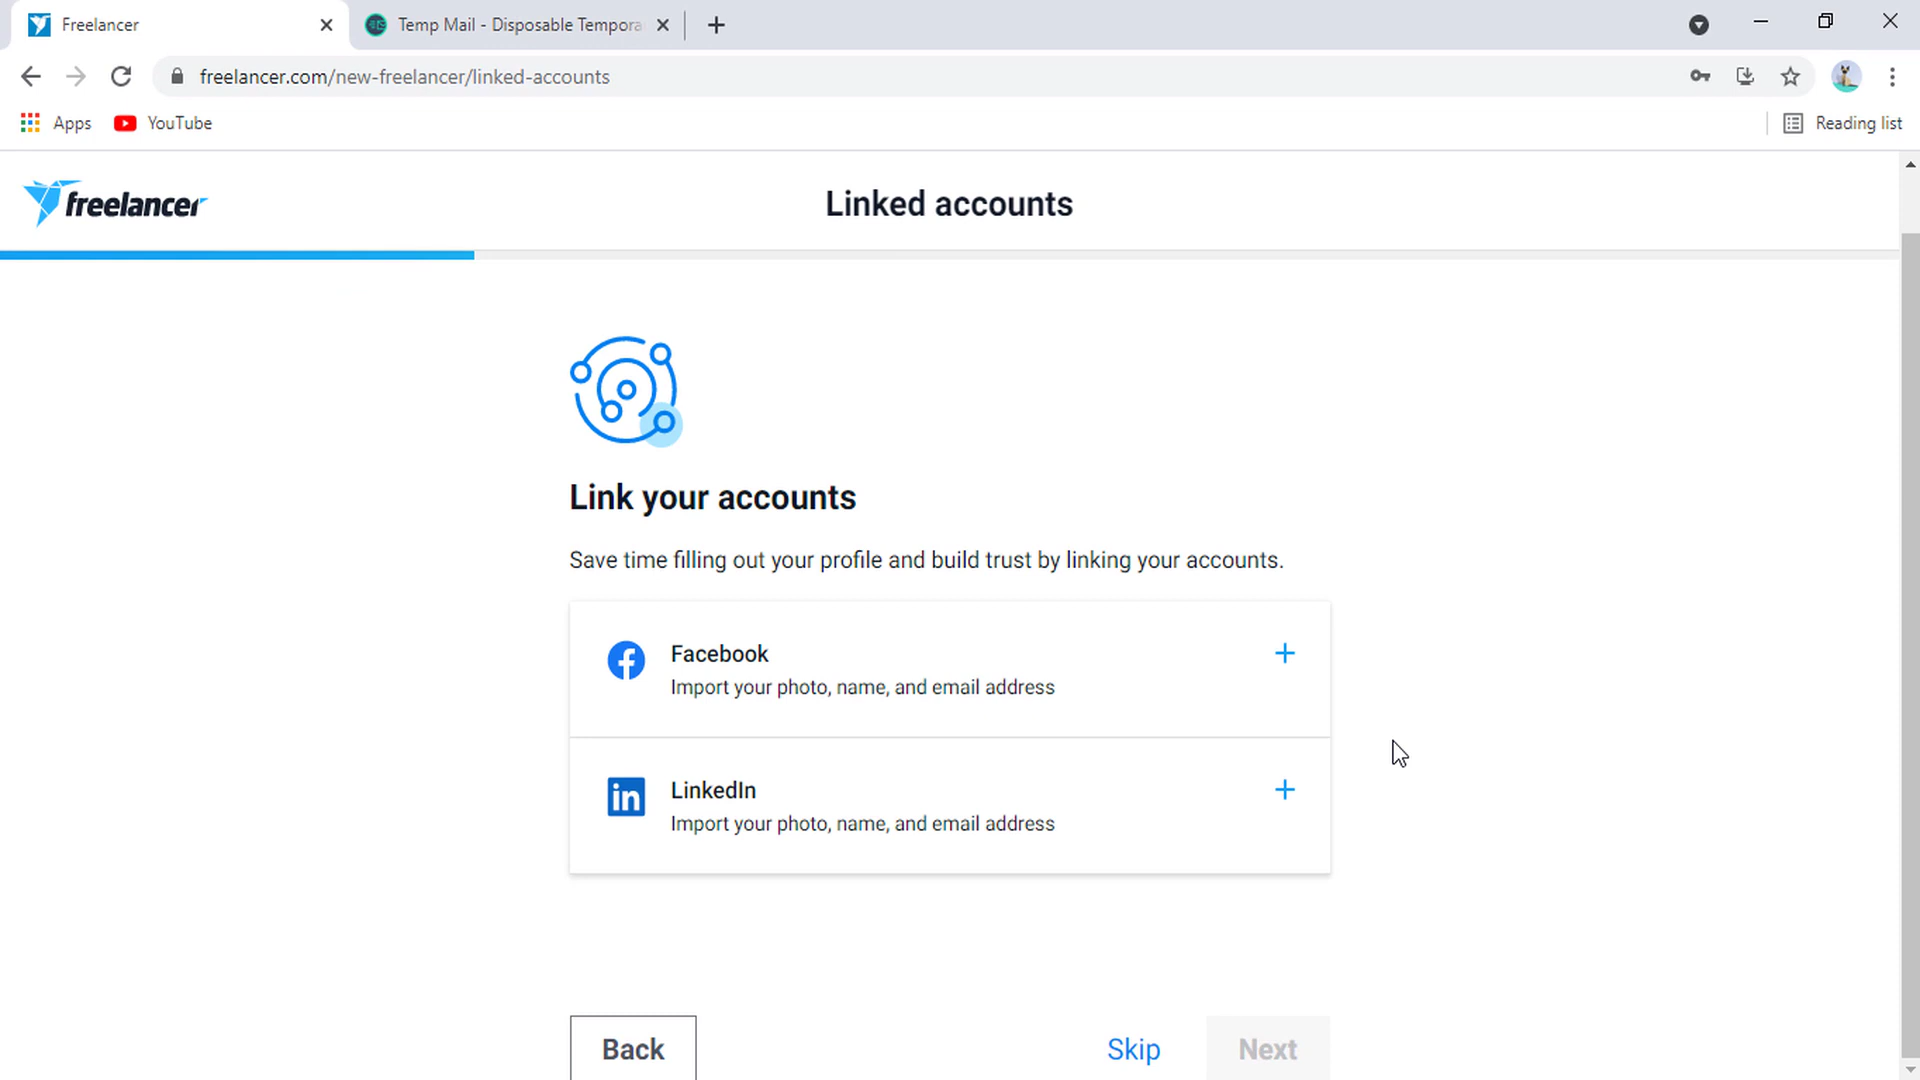 Freelancer
Temp Mail - Disposable Tempora
freelancer.com/new-freelancer/linked-accounts
Apps
YouTube
Reading list
freelancer
Linked accounts
Link your accounts
Save time filling out your profile and build trust by linking your accounts.
Facebook
Import your photo, name, and email address
in
LinkedIn
Import your photo, name, and email address
Back
Skip
Next